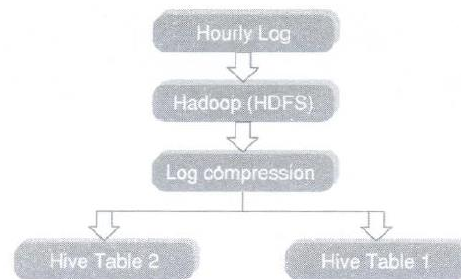 Hourly Log
Hadoop (HDFS)
Log compression
Hive Table 2
Hive Table 1